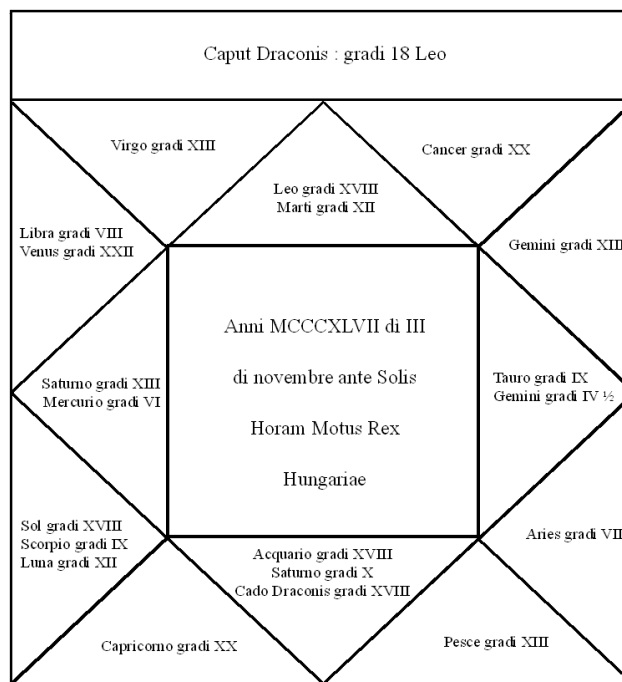 Caput Draconis : gradi 18 Leo
Virgo gradi XIII
Cancer gradi XX
Leo gradi XVIII
Marti gradi XII
Libra gradi VIII
Venus gradi XXII
Gemini gradi XIII
Anni MCCCXLVII di III
di novembre ante Solis
Horam Motus Rex
Hungariae
Saturno gradi XIII
Mercurio gradi VI
Tauro gradi IX
Gemini gradi IV ½
Sol gradi XVIII
Scorpio gradi IX
Luna gradi XII
Acquario gradi XVIII
Saturno gradi X
Cado Draconis gradi XVIII
Aries gradi VII
Capricorno gradi XX
Pesce gradi XIII